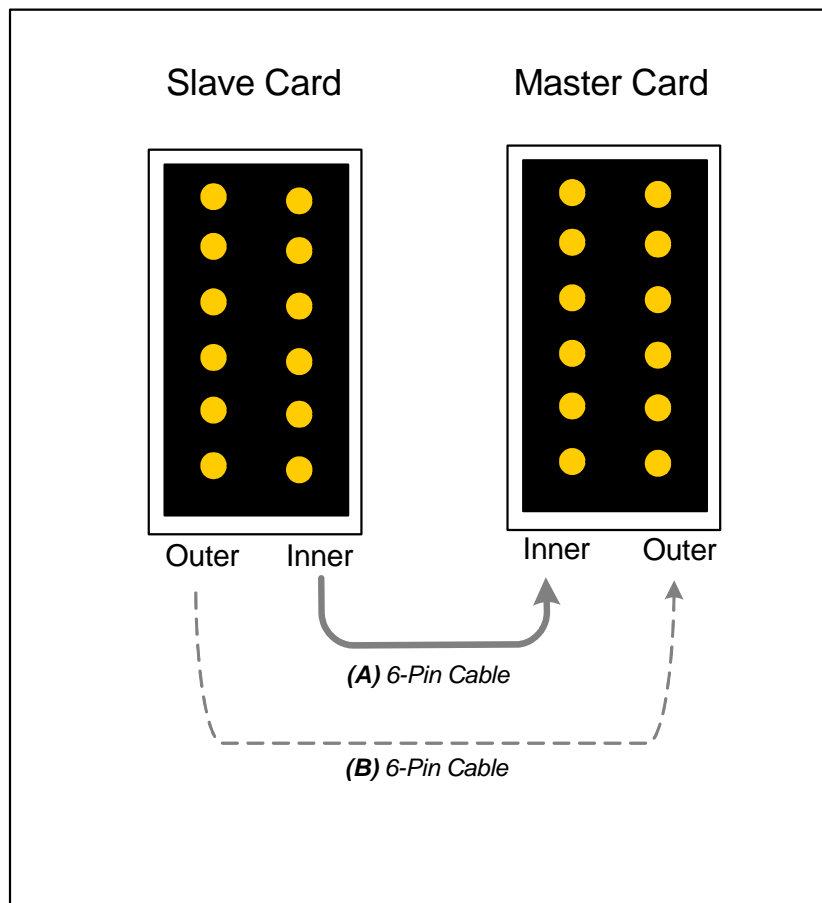 Slave Card
Master Card
Outer
Inner
Inner
Outer
(A) 6-Pin Cable
(B) 6-Pin Cable